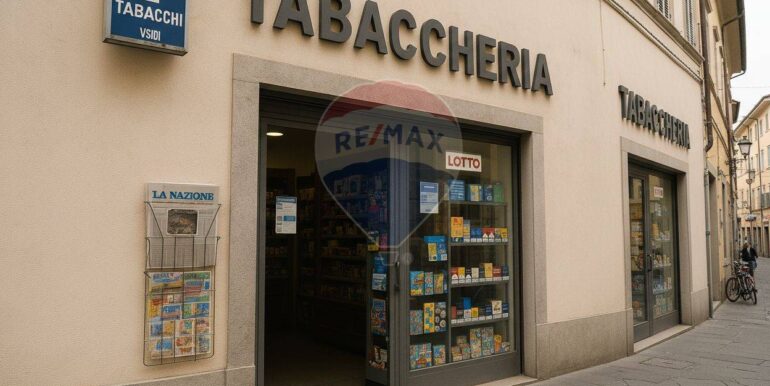 TABACCHI
VSIDI
TABACCHERIA
TABACCHERIA
RE/MAX
LOTTO
LA NAZIONE